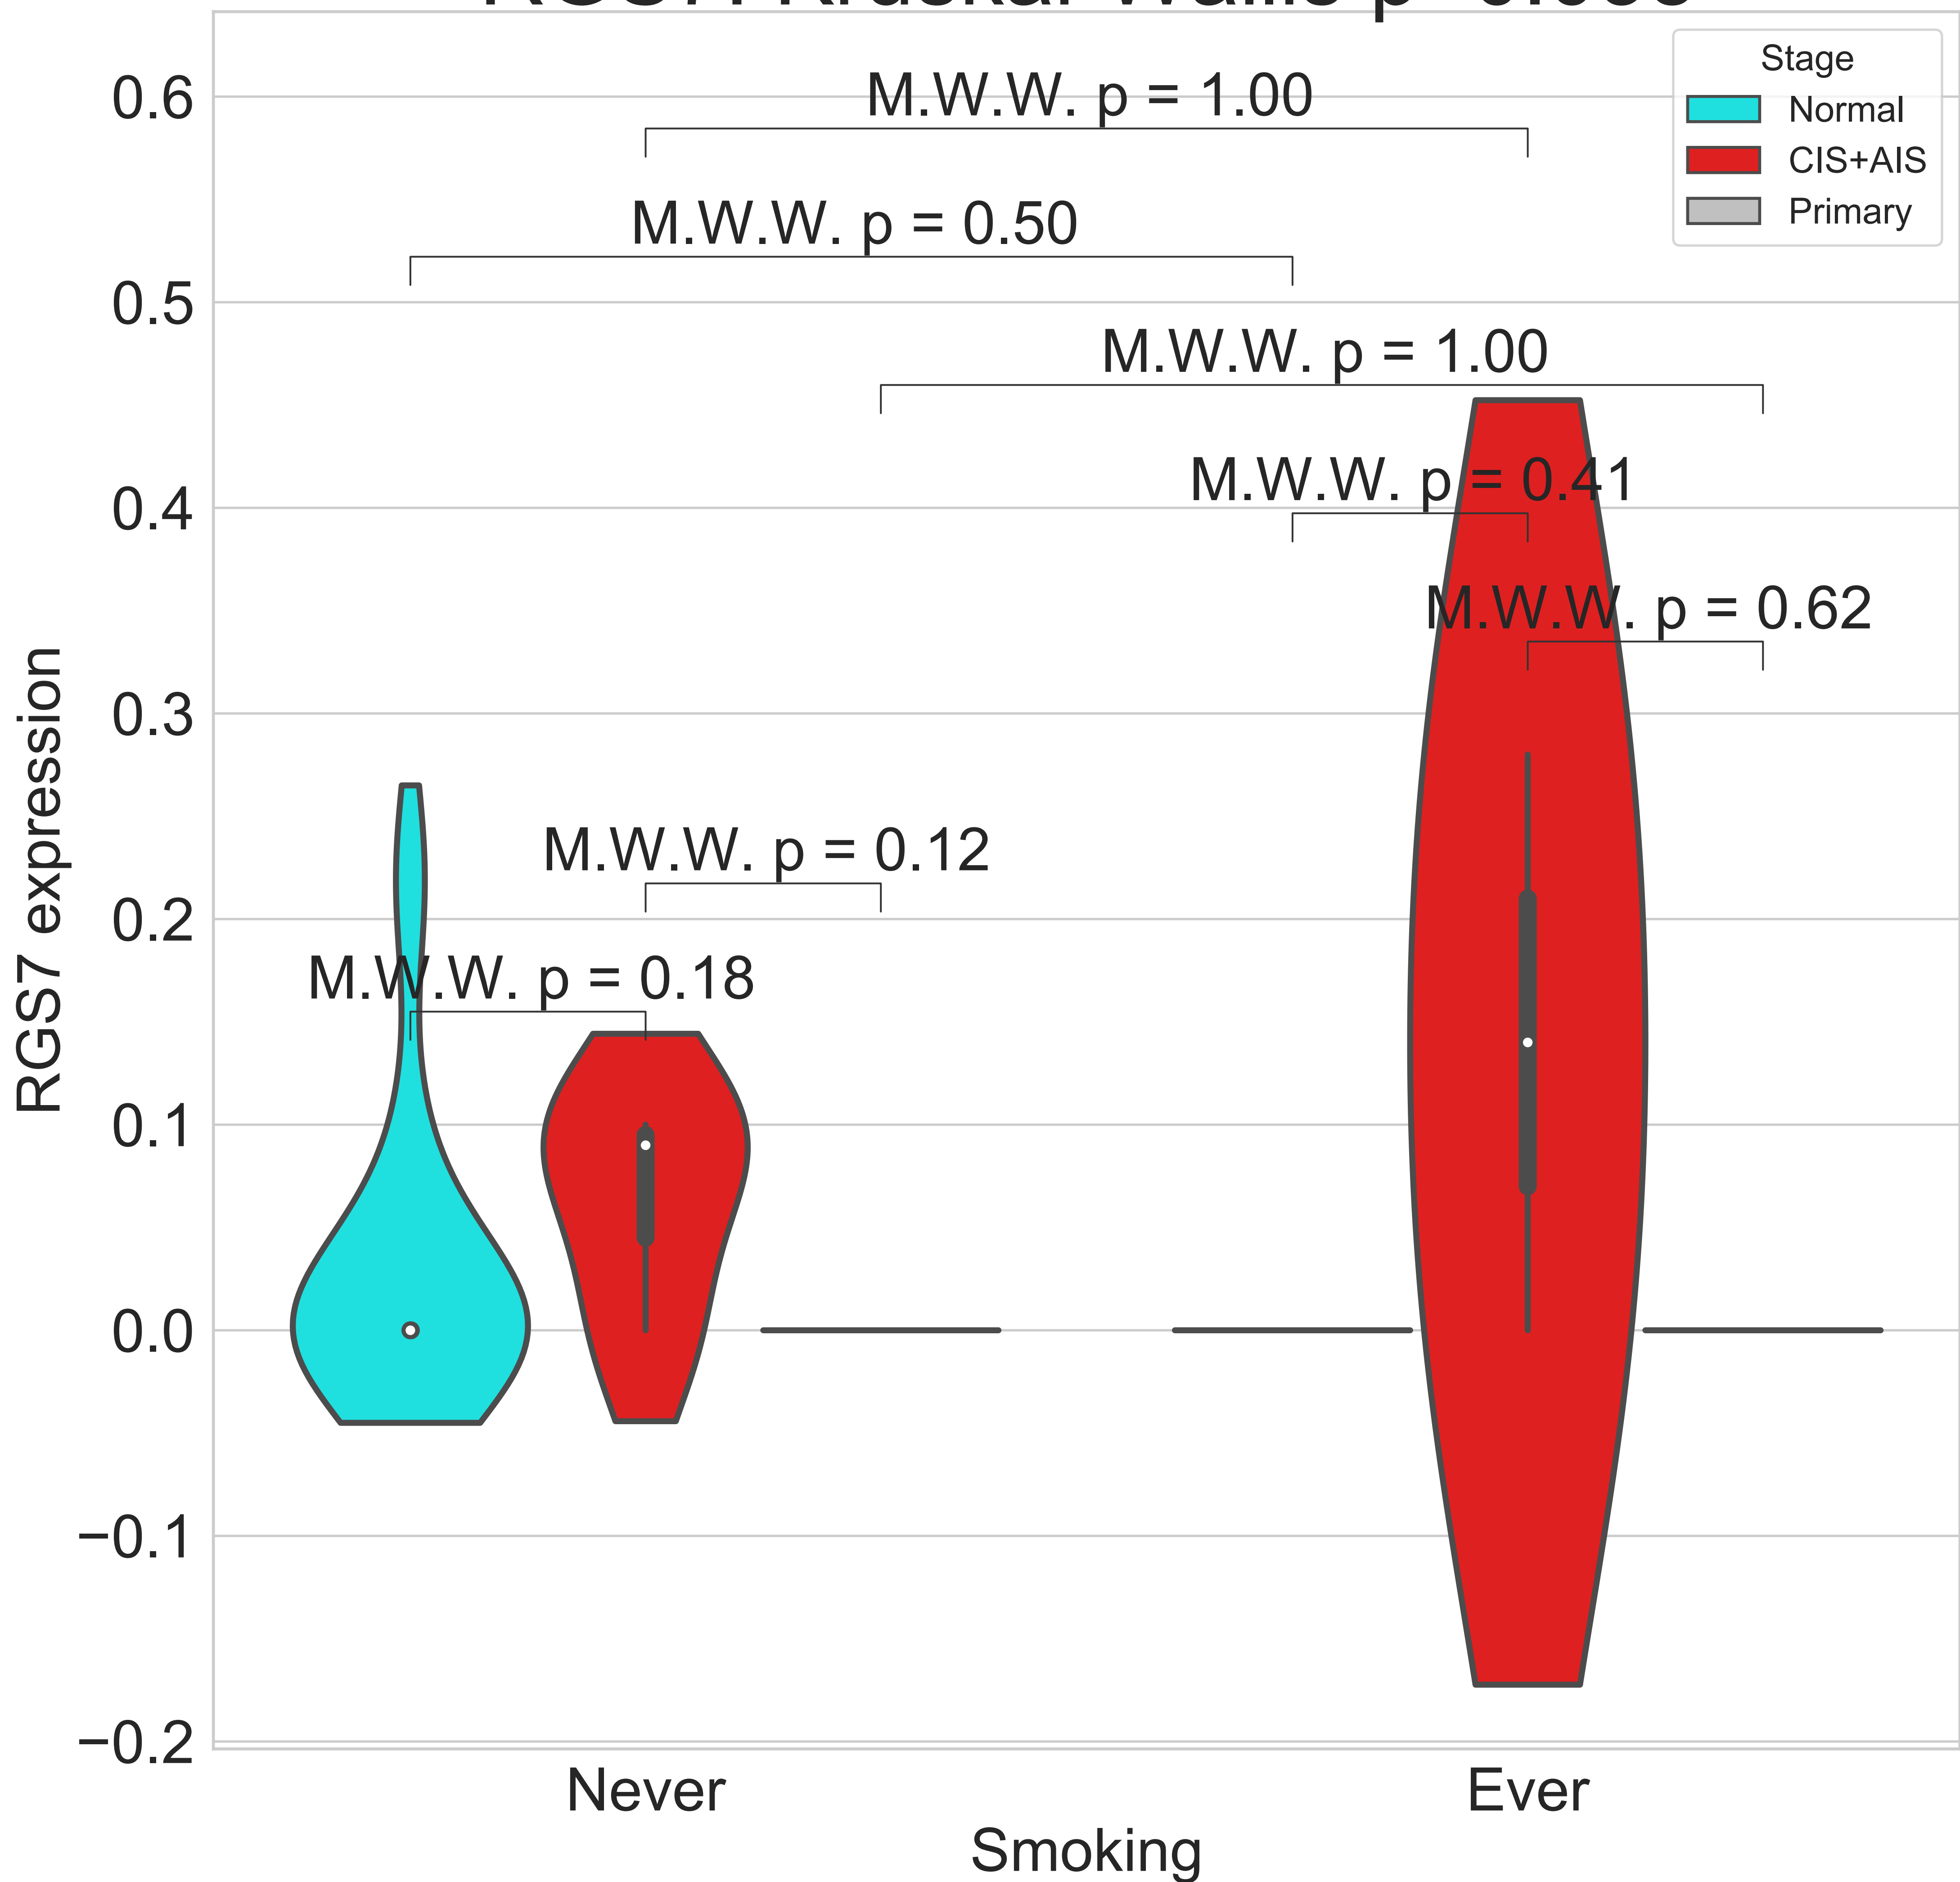 Stage
Normal
CIS+AIS
Primary
M.W.W. p = 1.00
M.W.W. p = 0.50
M.W.W. p = 1.00
M.W.W. p = 0.41
M.W.W. p = 0.62
M.W.W. p = 0.12
M.W.W. p = 0.18
RGS7 expression
0.6
0.5
0.4
0.3
0.2
0.1
0.0
−0.1
−0.2
Never
Ever
Smoking